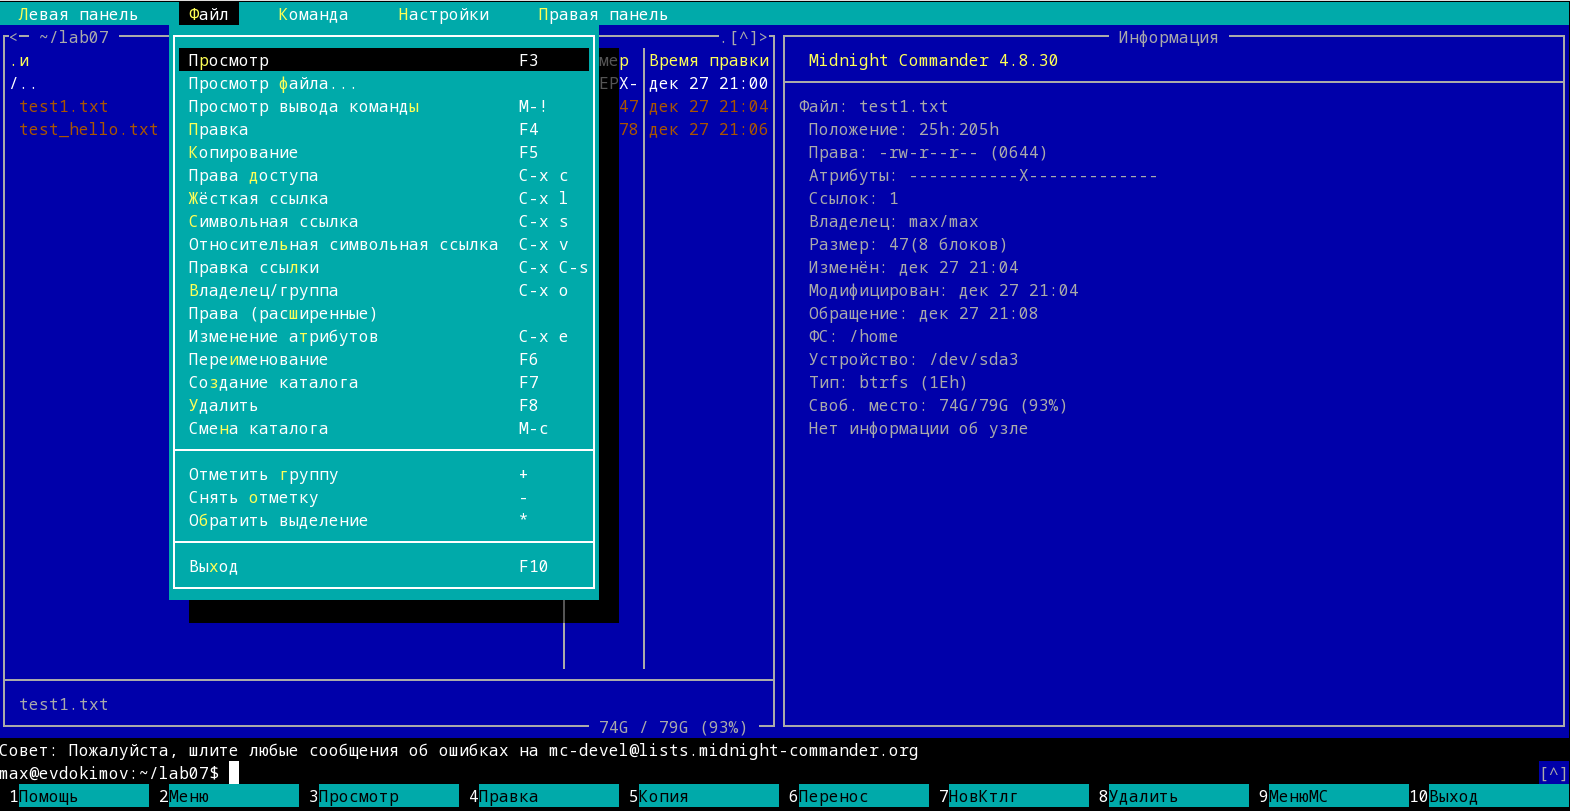 Левая панель Файл Команда Настройки Правая панель
<─ ~/lab07 .[^]>
.и мер Время правки
/.. ЕРХ- дек 27 21:00
test1.txt 47 дек 27 21:04
test_hello.txt 78 дек 27 21:06
Просмотр F3
Просмотр файла...
Просмотр вывода команды M-!
Правка F4
Копирование F5
Права доступа C-x c
Жёсткая ссылка C-x l
Символьная ссылка C-x s
Относительная символьная ссылка C-x v
Правка ссылки C-x C-s
Владелец/группа C-x o
Права (расширенные)
Изменение атрибутов C-x e
Переименование F6
Создание каталога F7
Удалить F8
Смена каталога M-c
Отметить группу +
Снять отметку -
Обратить выделение *
Выход F10
test1.txt
74G / 79G (93%)
Информация
Midnight Commander 4.8.30
Файл: test1.txt
Положение: 25h:205h
Права: -rw-r--r-- (0644)
Атрибуты: -----------X-------------
Ссылок: 1
Владелец: max/max
Размер: 47(8 блоков)
Изменён: дек 27 21:04
Модифицирован: дек 27 21:04
Обращение: дек 27 21:08
ФС: /home
Устройство: /dev/sda3
Тип: btrfs (1Eh)
Своб. место: 74G/79G (93%)
Нет информации об узле
Совет: Пожалуйста, шлите любые сообщения об ошибках на mc-devel@lists.midnight-commander.org
max@evdokimov:~/lab07$ [^]
1Помощь 2Меню 3Просмотр 4Правка 5Копия 6Перенос 7НовКтлг 8Удалить 9МенюMC 10Выход